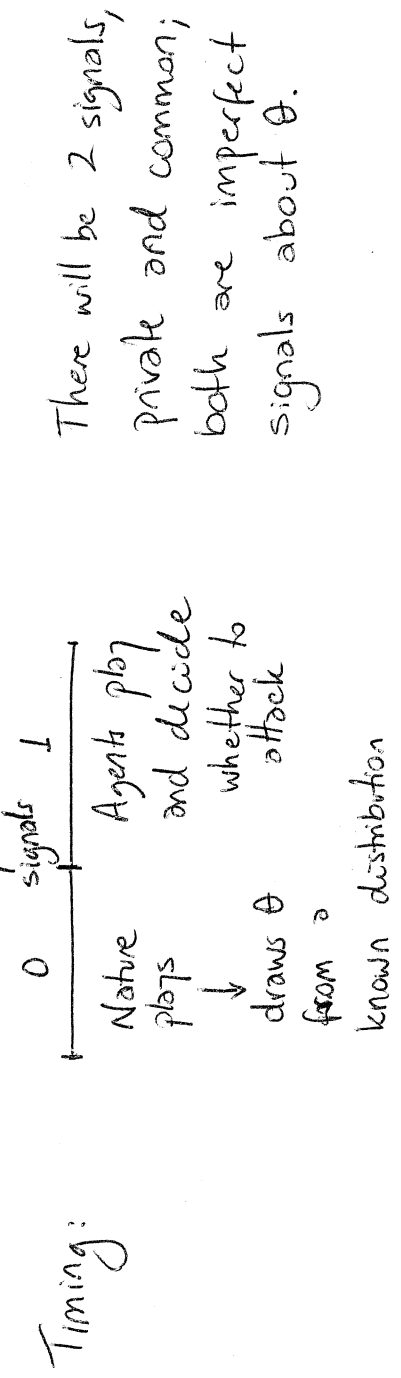 Timing:
signals
0 1
Nature
plays
↓
draws θ
from a
known distribution
Agents play
and decide
whether to
attack
There will be 2 signals,
private and common;
both are imperfect
signals about θ.